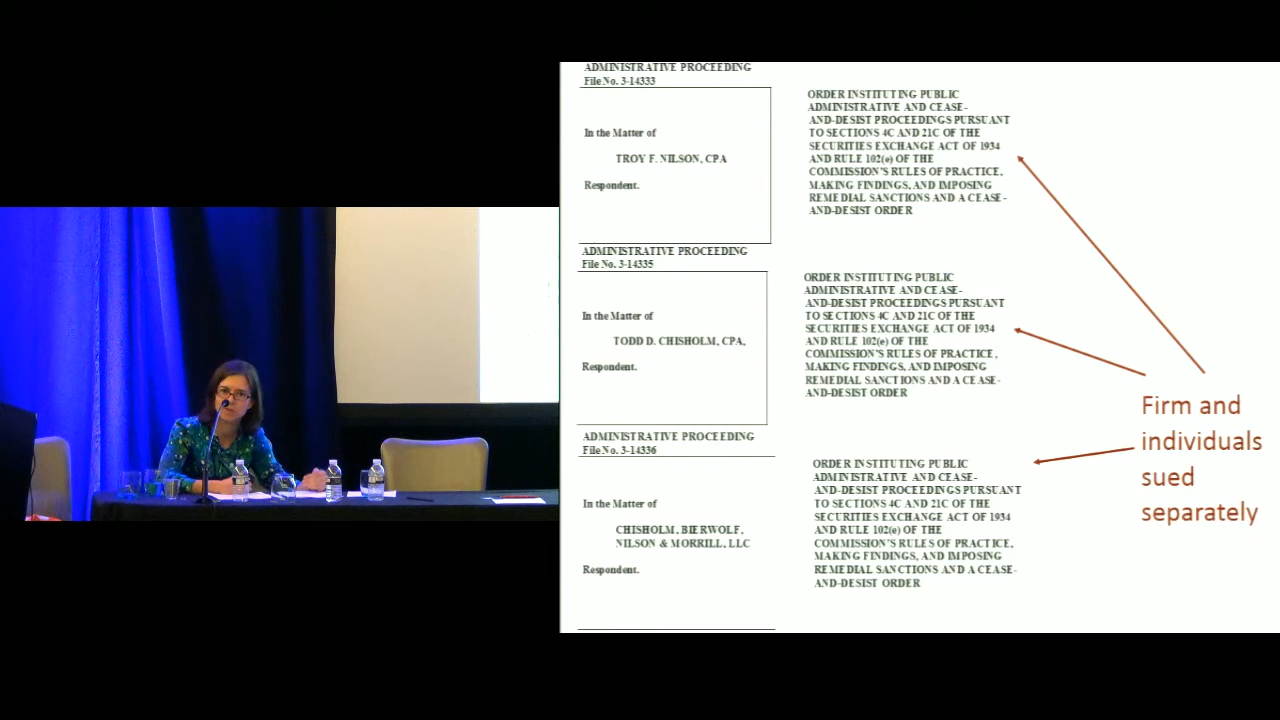 ADMINISTRATIVE PROCEEDING
File No. 3-14333
In the Matter of
TROY F. NILSON, CPA
Respondent.
ORDER INSTITUTING PUBLIC
ADMINISTRATIVE AND CEASE-
AND-DESIST PROCEEDINGS PURSUANT
TO SECTIONS 4C AND 21C OF THE
SECURITIES EXCHANGE ACT OF 1934
AND RULE 102(e) OF THE
COMMISSION'S RULES OF PRACTICE,
MAKING FINDINGS, AND IMPOSING
REMEDIAL SANCTIONS AND A CEASE-
AND-DESIST ORDER
ADMINISTRATIVE PROCEEDING
File No. 3-14335
In the Matter of
TODD D. CHISHOLM, CPA,
Respondent.
ORDER INSTITUTING PUBLIC
ADMINISTRATIVE AND CEASE-
AND-DESIST PROCEEDINGS PURSUANT
TO SECTIONS 4C AND 21C OF THE
SECURITIES EXCHANGE ACT OF 1934
AND RULE 102(e) OF THE
COMMISSION'S RULES OF PRACTICE,
MAKING FINDINGS, AND IMPOSING
REMEDIAL SANCTIONS AND A CEASE-
AND-DESIST ORDER
ADMINISTRATIVE PROCEEDING
File No. 3-14336
In the Matter of
CHISHOLM, BIERWOLF,
NILSON & MORRILL, LLC
Respondent.
ORDER INSTITUTING PUBLIC
ADMINISTRATIVE AND CEASE-
AND-DESIST PROCEEDINGS PURSUANT
TO SECTIONS 4C AND 21C OF THE
SECURITIES EXCHANGE ACT OF 1934
AND RULE 102(e) OF THE
COMMISSION'S RULES OF PRACTICE,
MAKING FINDINGS, AND IMPOSING
REMEDIAL SANCTIONS AND A CEASE-
AND-DESIST ORDER
Firm and
individuals
sued
separately